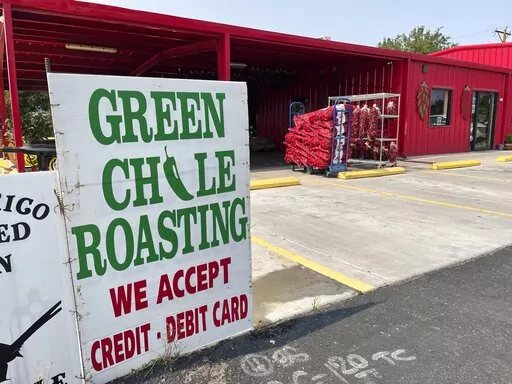 GREEN
CHILE
ROASTING
WE ACCEPT
CREDIT - DEBIT CARD